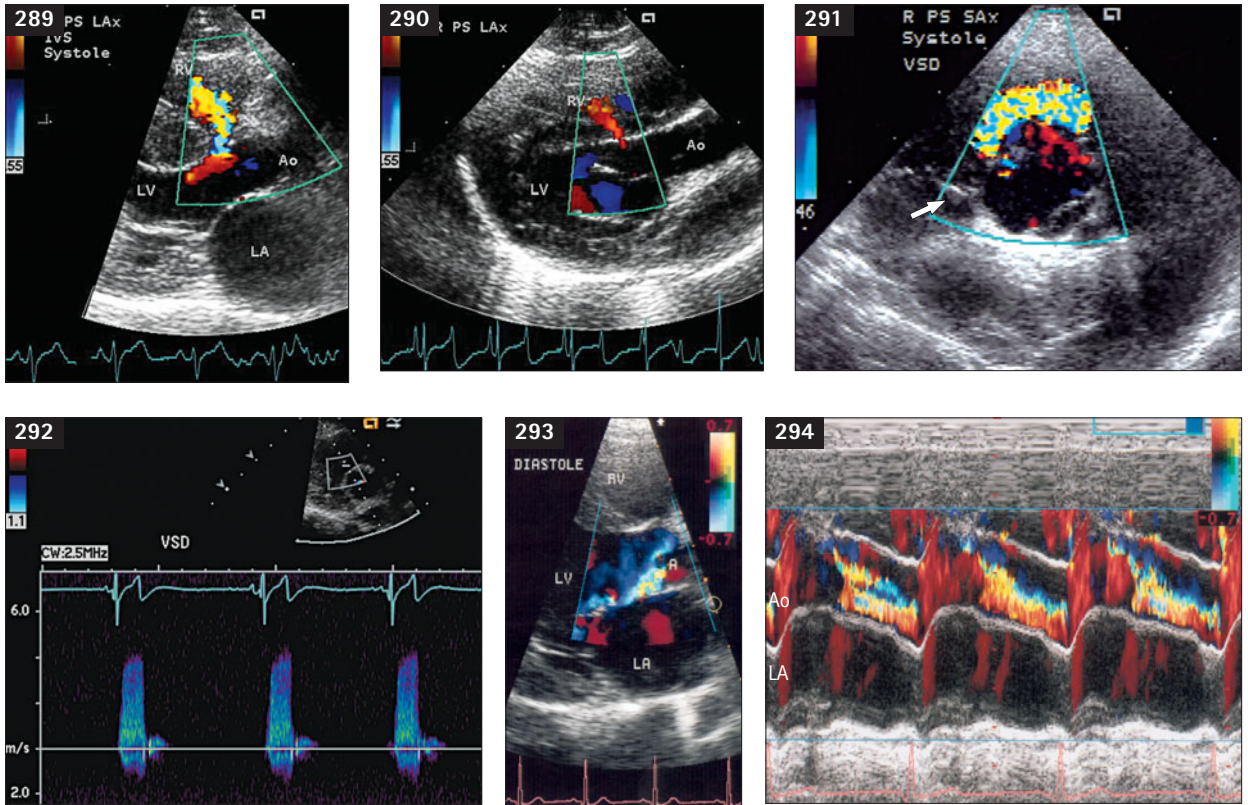 289
PS LAx
IVS
Systole
RV
.55
Ao
LV
LA
290
R PS LAx
RV
.55
Ao
LV
291
R PS SAx
Systole
VSD
46
292
1.1
VSD
CW:2.5MHz
6.0
m/s
2.0
293
0.7
DIASTOLE
RV
-0.7
A
LV
LA
294
-0.7
Ao
LA